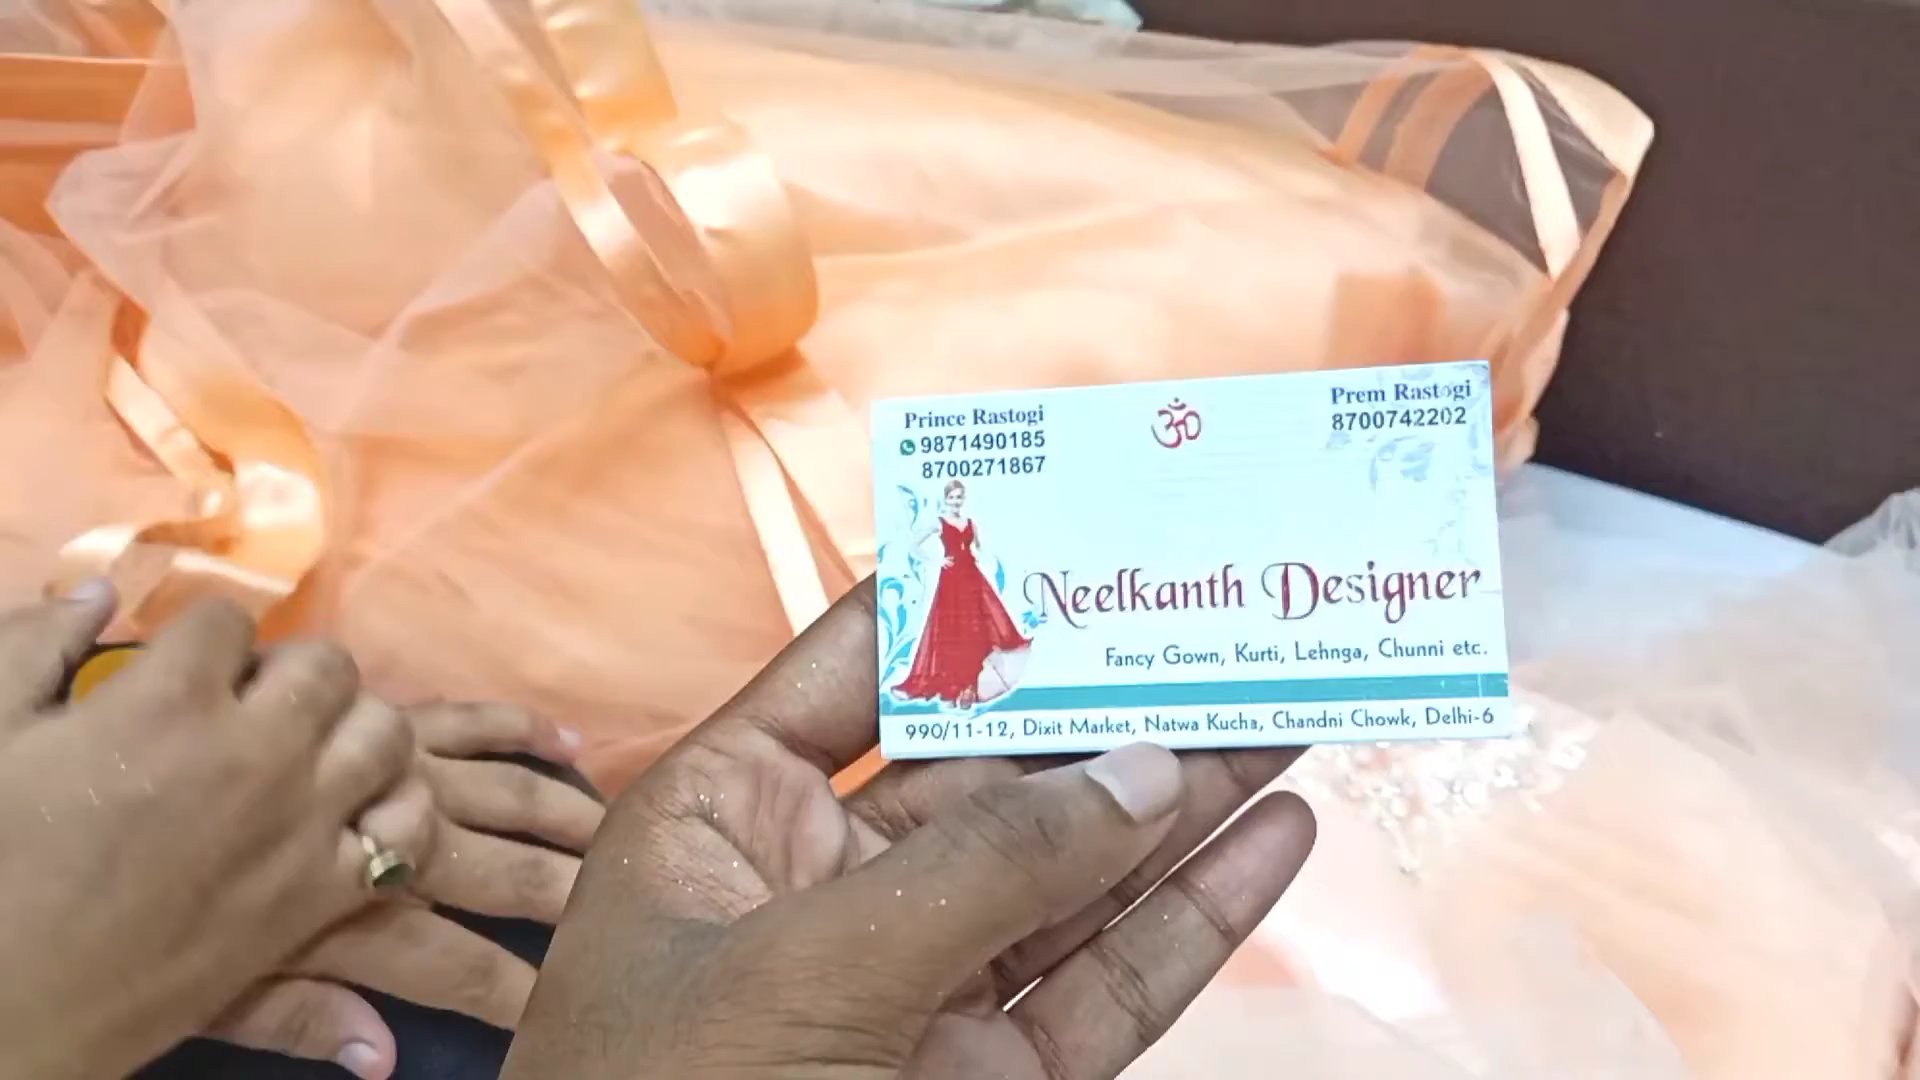 Prince Rastogi
9871490185
8700271867
ॐ
Prem Rastogi
8700742202
Neelkanth Designer
Fancy Gown, Kurti, Lehnga, Chunni etc.
990/11-12, Dixit Market, Natwa Kucha, Chandni Chowk, Delhi-6